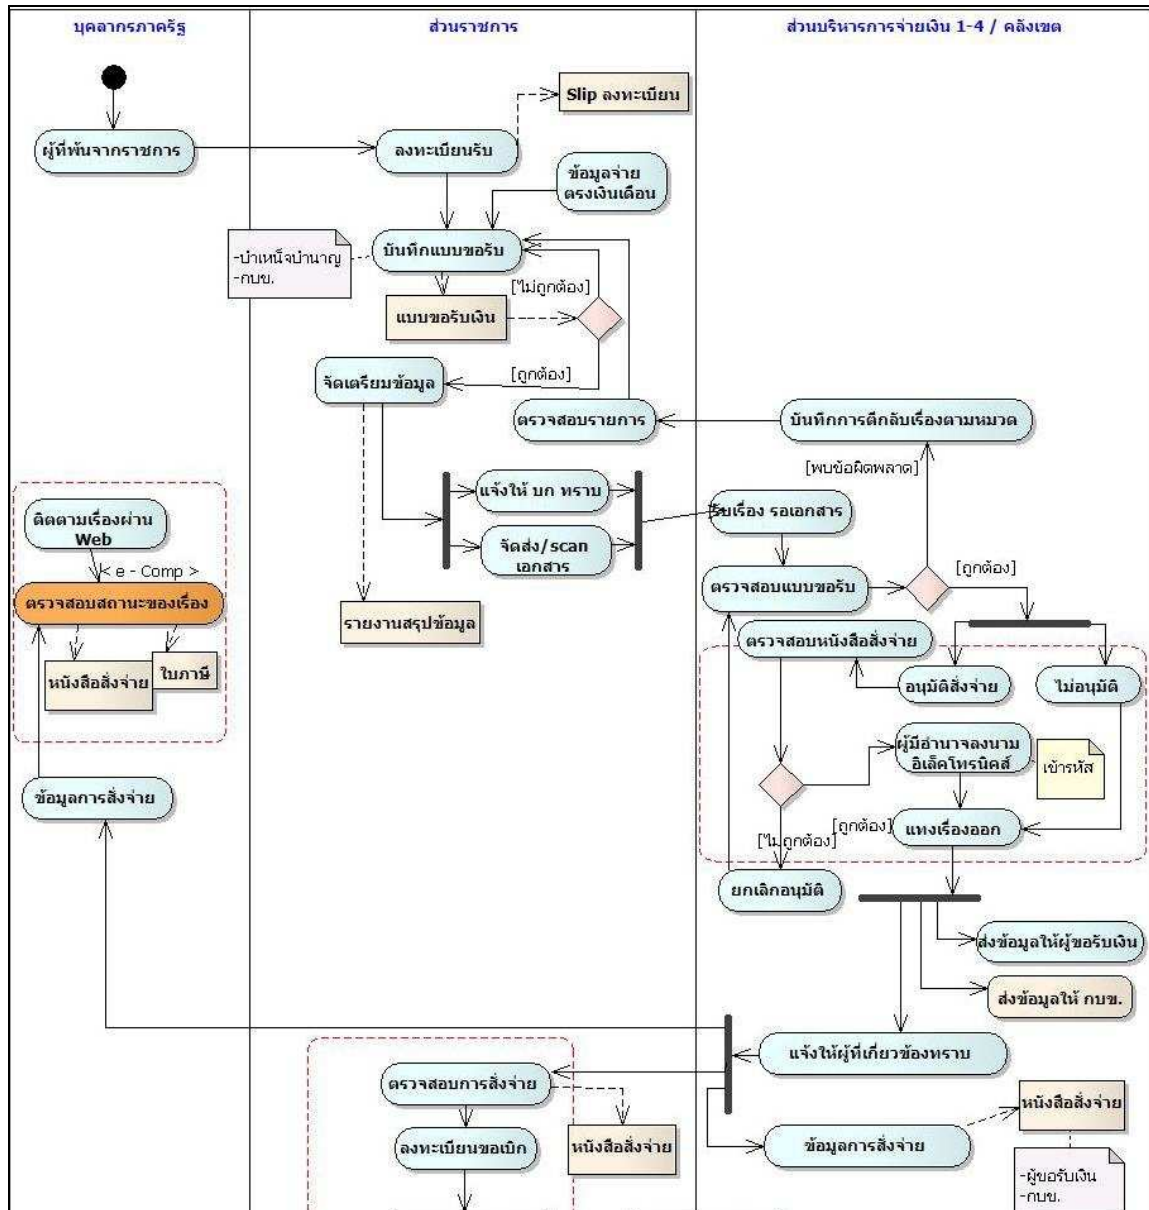 บุคลากรภาครัฐ
ส่วนราชการ
ส่วนบริหารการจ่ายเงิน 1-4 / คลังเขต
Slip ลงทะเบียน
ผู้ที่พ้นจากราชการ
ลงทะเบียนรับ
ข้อมูลจ่าย
ตรงเงินเดือน
-บำเหน็จบำนาญ
-กบข.
บันทึกแบบขอรับ
[ไม่ถูกต้อง]
แบบขอรับเงิน
จัดเตรียมข้อมูล
[ถูกต้อง]
ตรวจสอบรายการ
บันทึกการตีกลับเรื่องตามหมวด
[พบข้อผิดพลาด]
แจ้งให้ บก ทราบ
จัดส่ง/scan
เอกสาร
รับเรื่อง รอเอกสาร
ติดตามเรื่องผ่าน
Web
< e - Comp >
ตรวจสอบสถานะของเรื่อง
หนังสือสั่งจ่าย
ใบภาษี
รายงานสรุปข้อมูล
ตรวจสอบแบบขอรับ
[ถูกต้อง]
ตรวจสอบหนังสือสั่งจ่าย
อนุมัติสั่งจ่าย
ไม่อนุมัติ
ผู้มีอำนาจลงนาม
อิเล็คโทรนิคส์
เข้ารหัส
ข้อมูลการสั่งจ่าย
[ถูกต้อง]
[ไม่ถูกต้อง]
แทงเรื่องออก
ยกเลิกอนุมัติ
ส่งข้อมูลให้ผู้ขอรับเงิน
ส่งข้อมูลให้ กบข.
แจ้งให้ผู้ที่เกี่ยวข้องทราบ
ตรวจสอบการสั่งจ่าย
ลงทะเบียนขอเบิก
หนังสือสั่งจ่าย
ข้อมูลการสั่งจ่าย
หนังสือสั่งจ่าย
-ผู้ขอรับเงิน
-กบข.